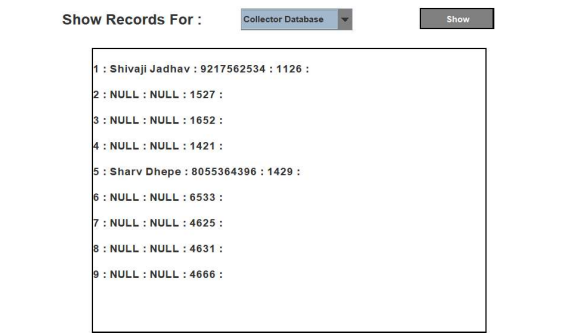 Show Records For :
Collector Database
Show
1 : Shivaji Jadhav : 9217562534 : 1126 :
2 : NULL : NULL : 1527 :
3 : NULL : NULL : 1652 :
4 : NULL : NULL : 1421 :
5 : Sharv Dhepe : 8055364396 : 1429 :
6 : NULL : NULL : 6533 :
7 : NULL : NULL : 4625 :
8 : NULL : NULL : 4631 :
9 : NULL : NULL : 4666 :